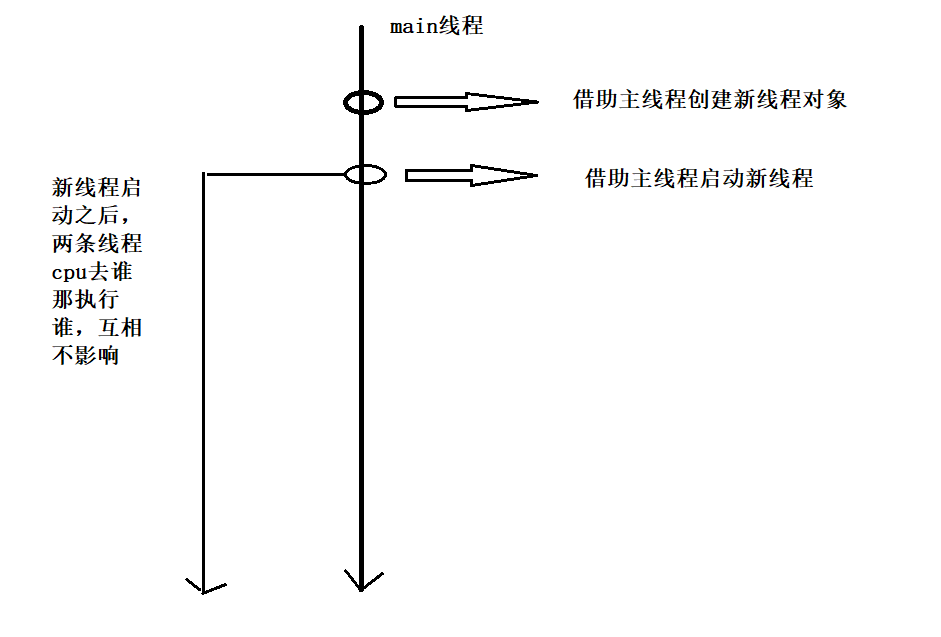 main线程
借助主线程创建新线程对象
借助主线程启动新线程
新线程启
动之后，
两条线程
cpu去谁
那执行
谁，互相
不影响